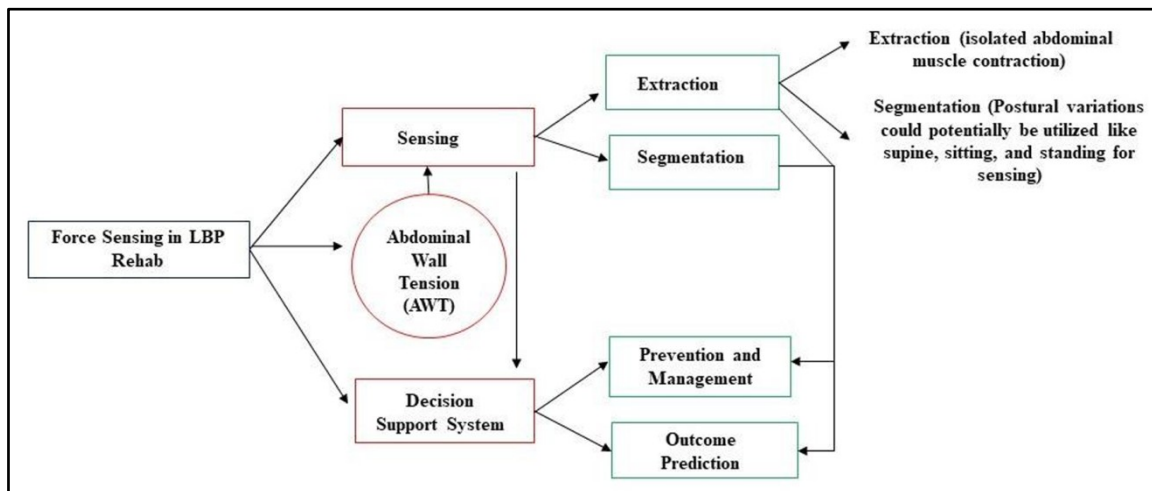 Force Sensing in LBP
Rehab
Sensing
Abdominal
Wall
Tension
(AWT)
Decision
Support System
Extraction
Segmentation
Prevention and
Management
Outcome
Prediction
Extraction (isolated abdominal
muscle contraction)
Segmentation (Postural variations
could potentially be utilized like
supine, sitting, and standing for
sensing)